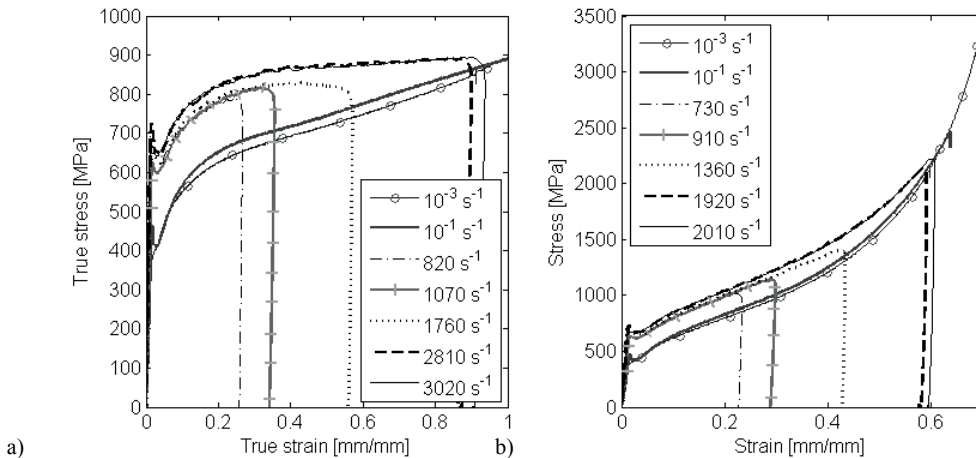 a)
True stress [MPa]
1000
900
800
700
600
500
400
300
200
100
0
0
0.2
0.4
0.6
0.8
1
True strain [mm/mm]
10⁻³ s⁻¹
10⁻¹ s⁻¹
820 s⁻¹
1070 s⁻¹
1760 s⁻¹
2810 s⁻¹
3020 s⁻¹
b)
Stress [MPa]
3500
3000
2500
2000
1500
1000
500
0
0
0.2
0.4
0.6
Strain [mm/mm]
10⁻³ s⁻¹
10⁻¹ s⁻¹
730 s⁻¹
910 s⁻¹
1360 s⁻¹
1920 s⁻¹
2010 s⁻¹